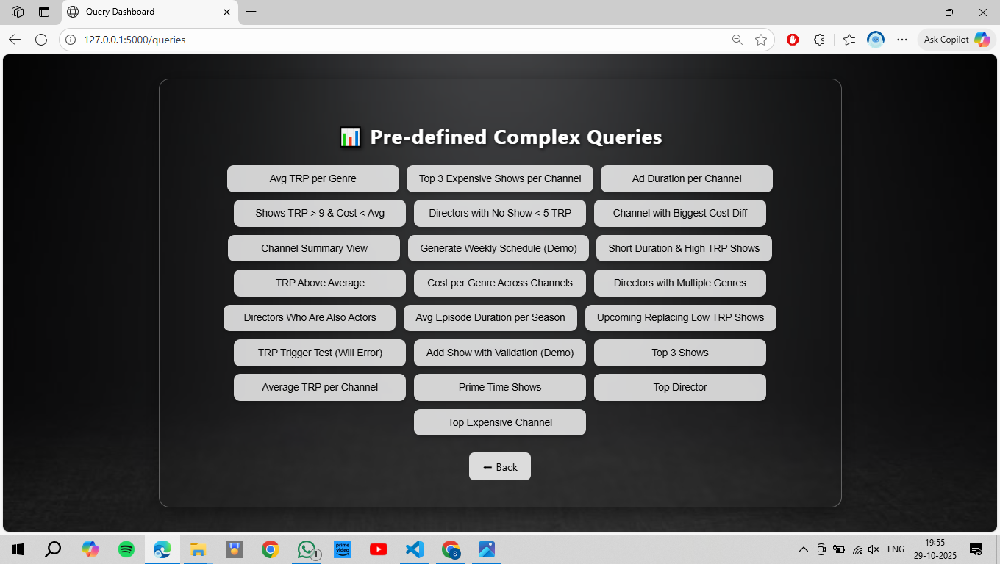 Query Dashboard
127.0.0.1:5000/queries
Ask Copilot
Pre-defined Complex Queries
Avg TRP per Genre
Top 3 Expensive Shows per Channel
Ad Duration per Channel
Shows TRP > 9 & Cost < Avg
Directors with No Show < 5 TRP
Channel with Biggest Cost Diff
Channel Summary View
Generate Weekly Schedule (Demo)
Short Duration & High TRP Shows
TRP Above Average
Cost per Genre Across Channels
Directors with Multiple Genres
Directors Who Are Also Actors
Avg Episode Duration per Season
Upcoming Replacing Low TRP Shows
TRP Trigger Test (Will Error)
Add Show with Validation (Demo)
Top 3 Shows
Average TRP per Channel
Prime Time Shows
Top Director
Top Expensive Channel
← Back
1
prime video
S
ENG
19:55
29-10-2025